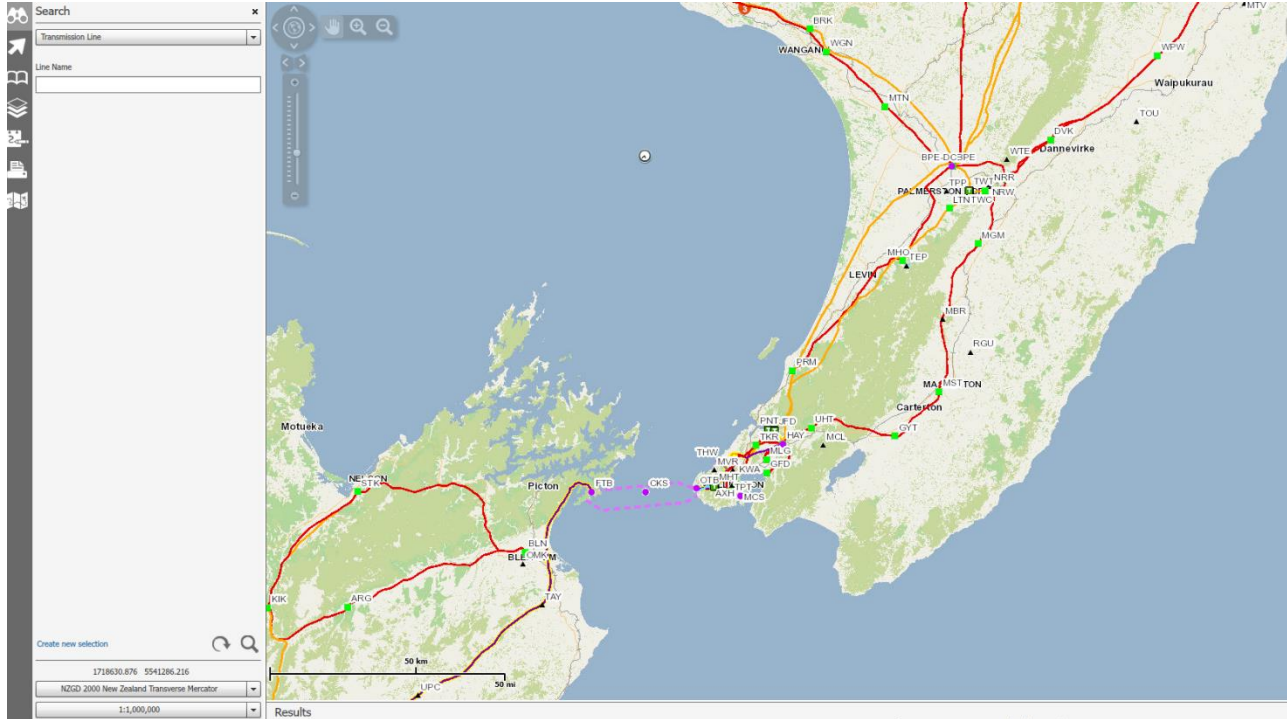 Search
×
Transmission Line
Line Name
Create new selection
1718630.876 5541286.216
NZGD 2000 New Zealand Transverse Mercator
1:1,000,000
Results
MTV
BRK
WGN
WPW
Waipukurau
MTN
TOU
DVK
Dannevirke
WTE
NRR
TPP
TWT
NRW
LTN
TWC
MGM
MHO
TEP
LEVIN
MBR
RGU
PRM
MST
Carterton
GYT
UHT
MCL
PNT
TKR
HAY
Motueka
THW
MVR
MLG
GFD
KWA
MHT
OTB
TPT
AXH
MCS
STK
Picton
FTB
CKS
BLN
OMK
KIK
ARG
TAY
50 km
50 mi
UPC